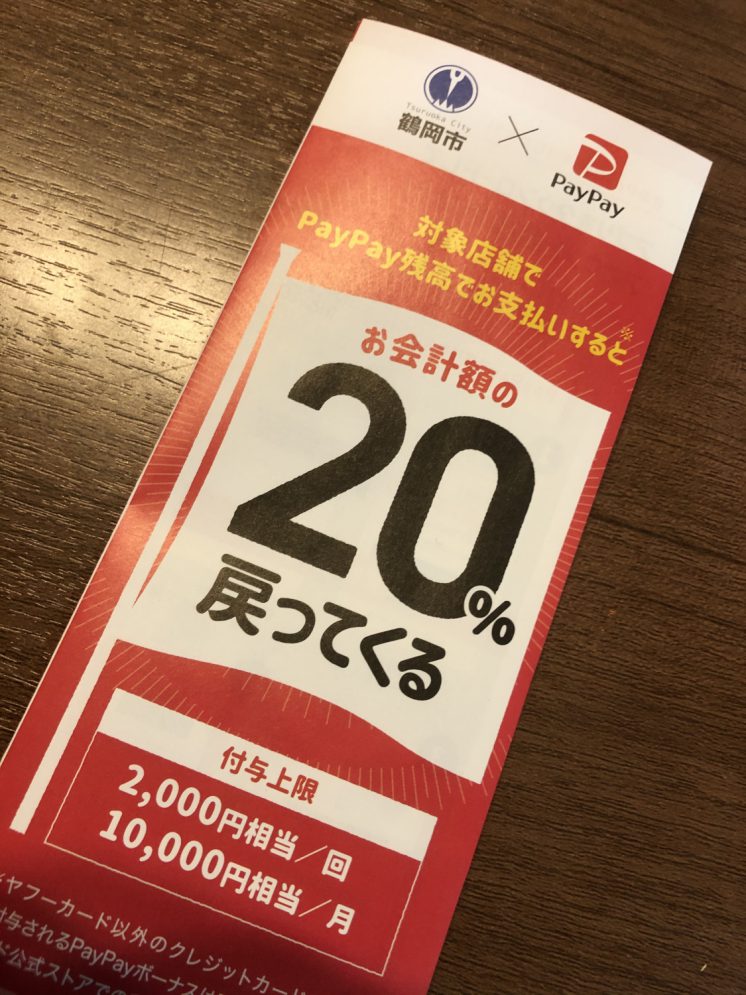 Tsuruoka City
鶴岡市
×
PayPay
対象店舗で
PayPay残高でお支払いすると※
お会計額の
20%
戻ってくる
付与上限
2,000円相当／回
10,000円相当／月
ヤフーカード以外のクレジットカード
付与されるPayPayボーナスは
ド公式ストアでの